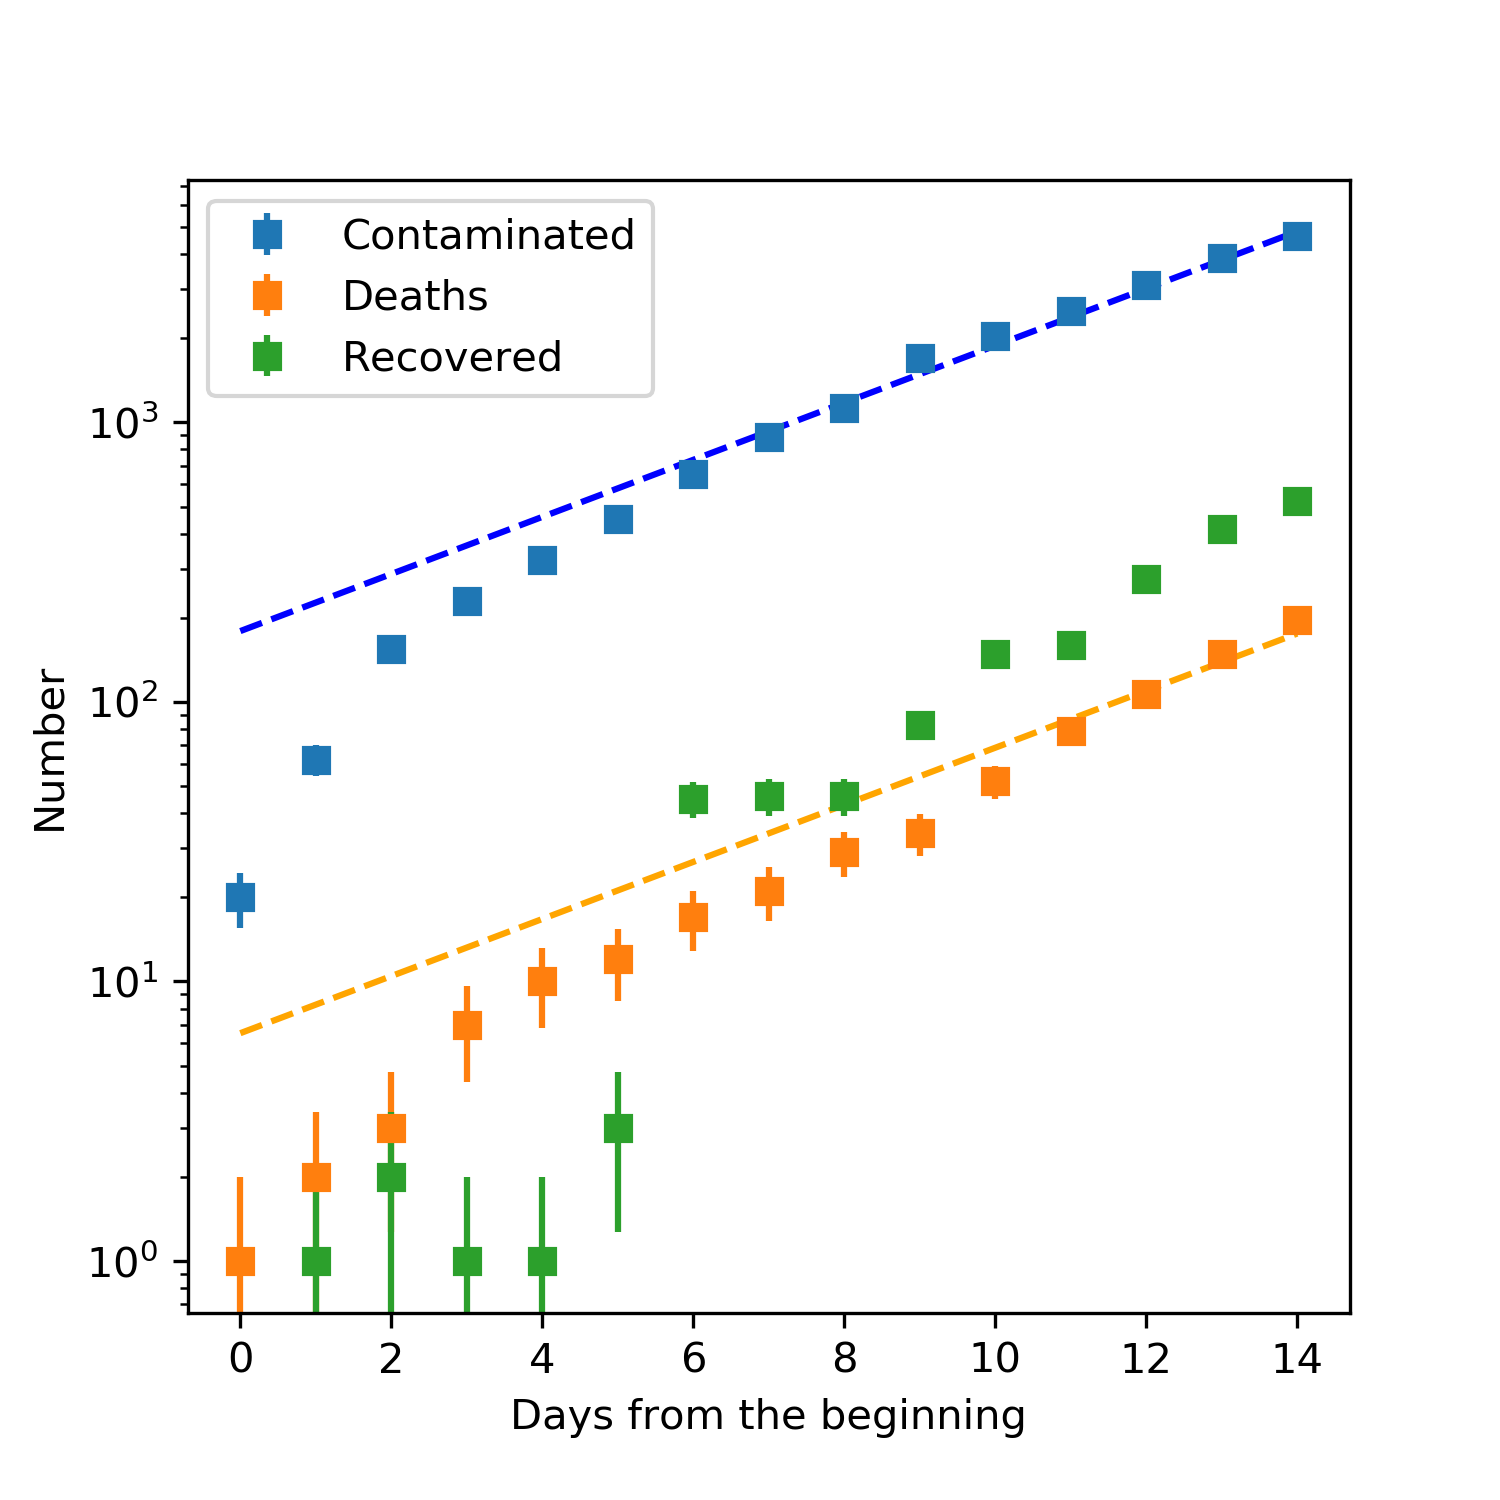 Contaminated
Deaths
Recovered
10³
10²
10¹
10⁰
Number
0 2 4 6 8 10 12 14
Days from the beginning